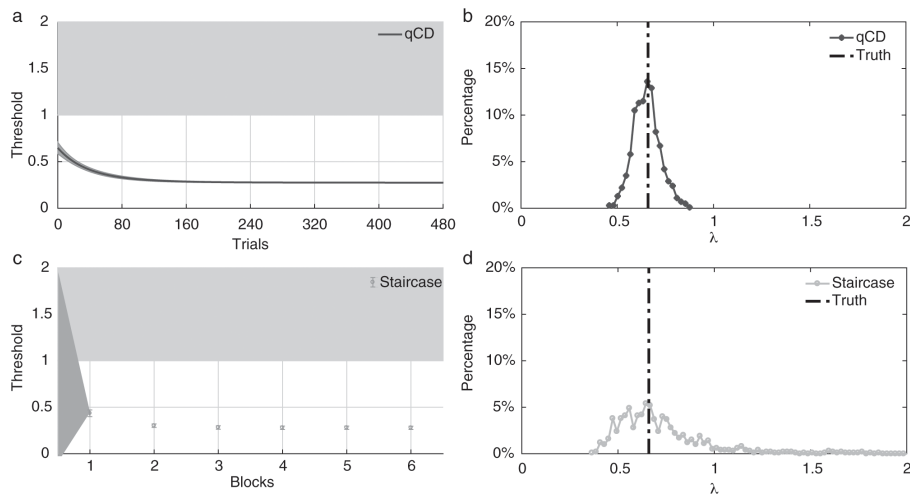 a
2
1.5
1
0.5
0
Threshold
qCD
0 80 160 240 320 400 480
Trials
b
20%
15%
10%
5%
0%
Percentage
qCD
Truth
0 0.5 1 1.5 2
λ
c
2
1.5
1
0.5
0
Threshold
Staircase
1 2 3 4 5 6
Blocks
d
20%
15%
10%
5%
0%
Percentage
Staircase
Truth
0 0.5 1 1.5 2
λ